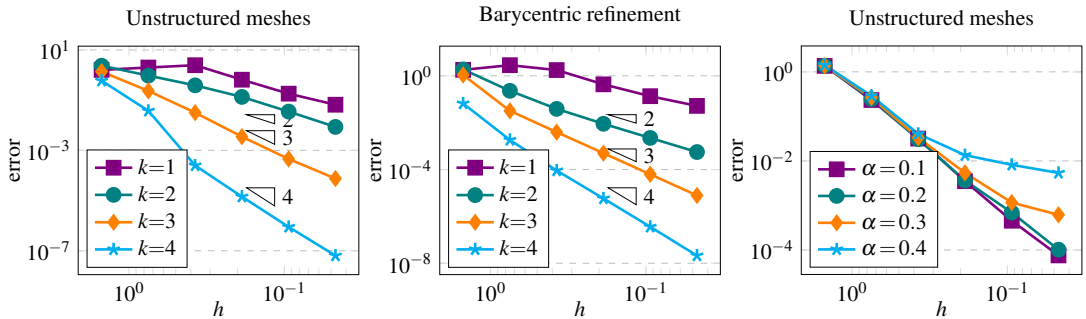 Unstructured meshes
10^1
10^-3
10^-7
error
2
3
4
k=1
k=2
k=3
k=4
10^0
10^-1
h
Barycentric refinement
10^0
10^-4
10^-8
error
2
3
4
k=1
k=2
k=3
k=4
10^0
10^-1
h
Unstructured meshes
10^0
10^-2
10^-4
error
α=0.1
α=0.2
α=0.3
α=0.4
10^0
10^-1
h